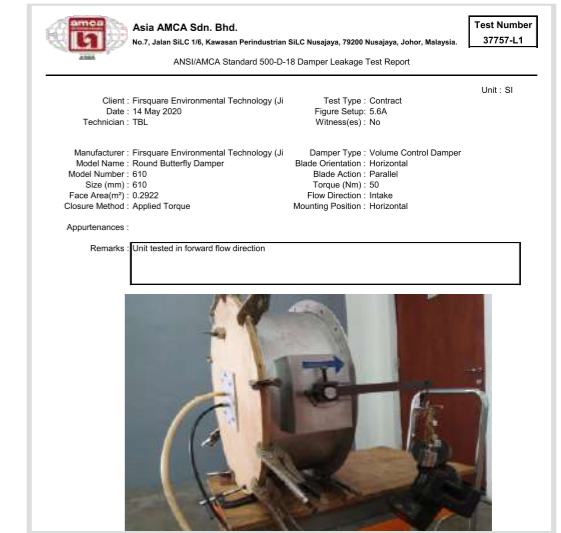 amca
Asia AMCA Sdn. Bhd.
No.7, Jalan SiLC 1/6, Kawasan Perindustrian SiLC Nusajaya, 79200 Nusajaya, Johor, Malaysia.
Test Number
37757-L1
ANSI/AMCA Standard 500-D-18 Damper Leakage Test Report
Unit : SI
Client : Firsquare Environmental Technology (Ji
Test Type : Contract
Date : 14 May 2020
Figure Setup: 5.6A
Technician : TBL
Witness(es) : No
Manufacturer : Firsquare Environmental Technology (Ji
Damper Type : Volume Control Damper
Model Name : Round Butterfly Damper
Blade Orientation : Horizontal
Model Number : 610
Blade Action : Parallel
Size (mm) : 610
Torque (Nm) : 50
Face Area(m²) : 0.2922
Flow Direction : Intake
Closure Method : Applied Torque
Mounting Position : Horizontal
Appurtenances :
Remarks : Unit tested in forward flow direction